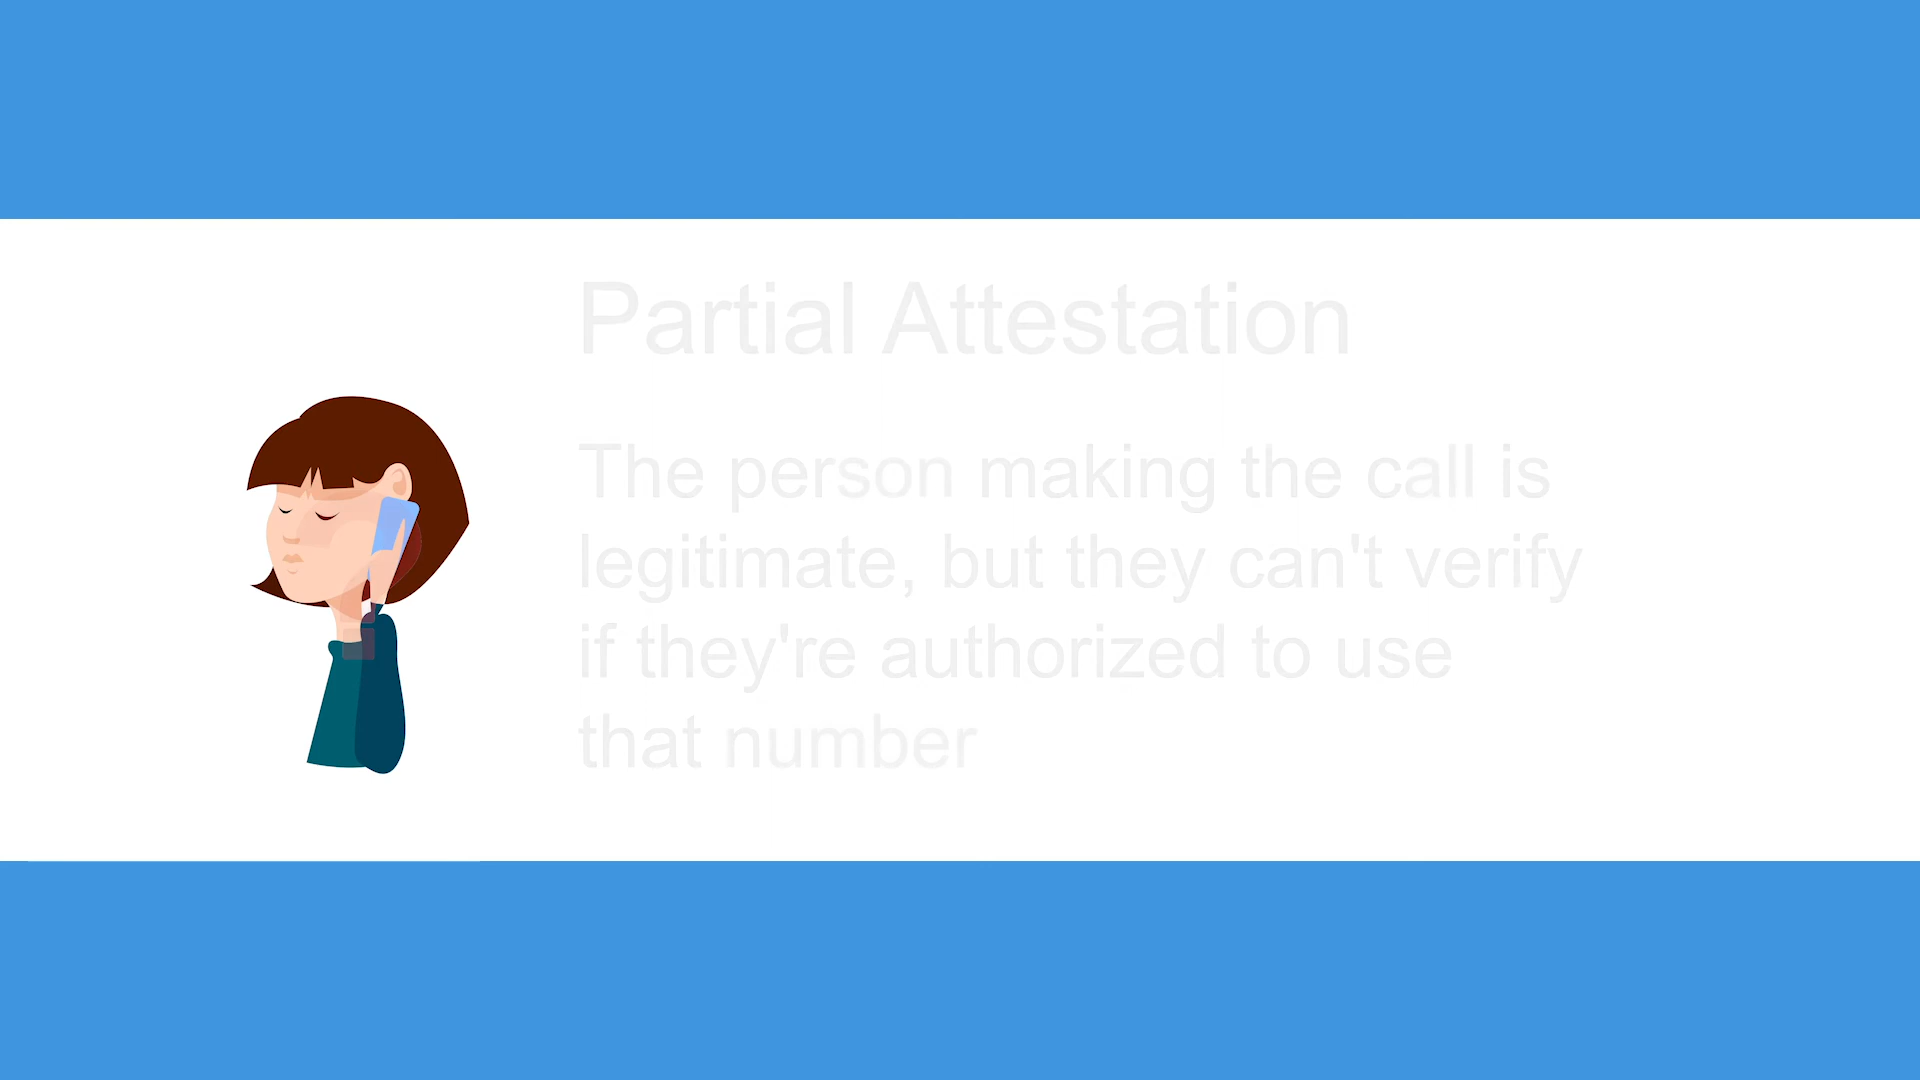 Partial Attestation
The person making the call is
legitimate, but they can't verify
if they're authorized to use
that number